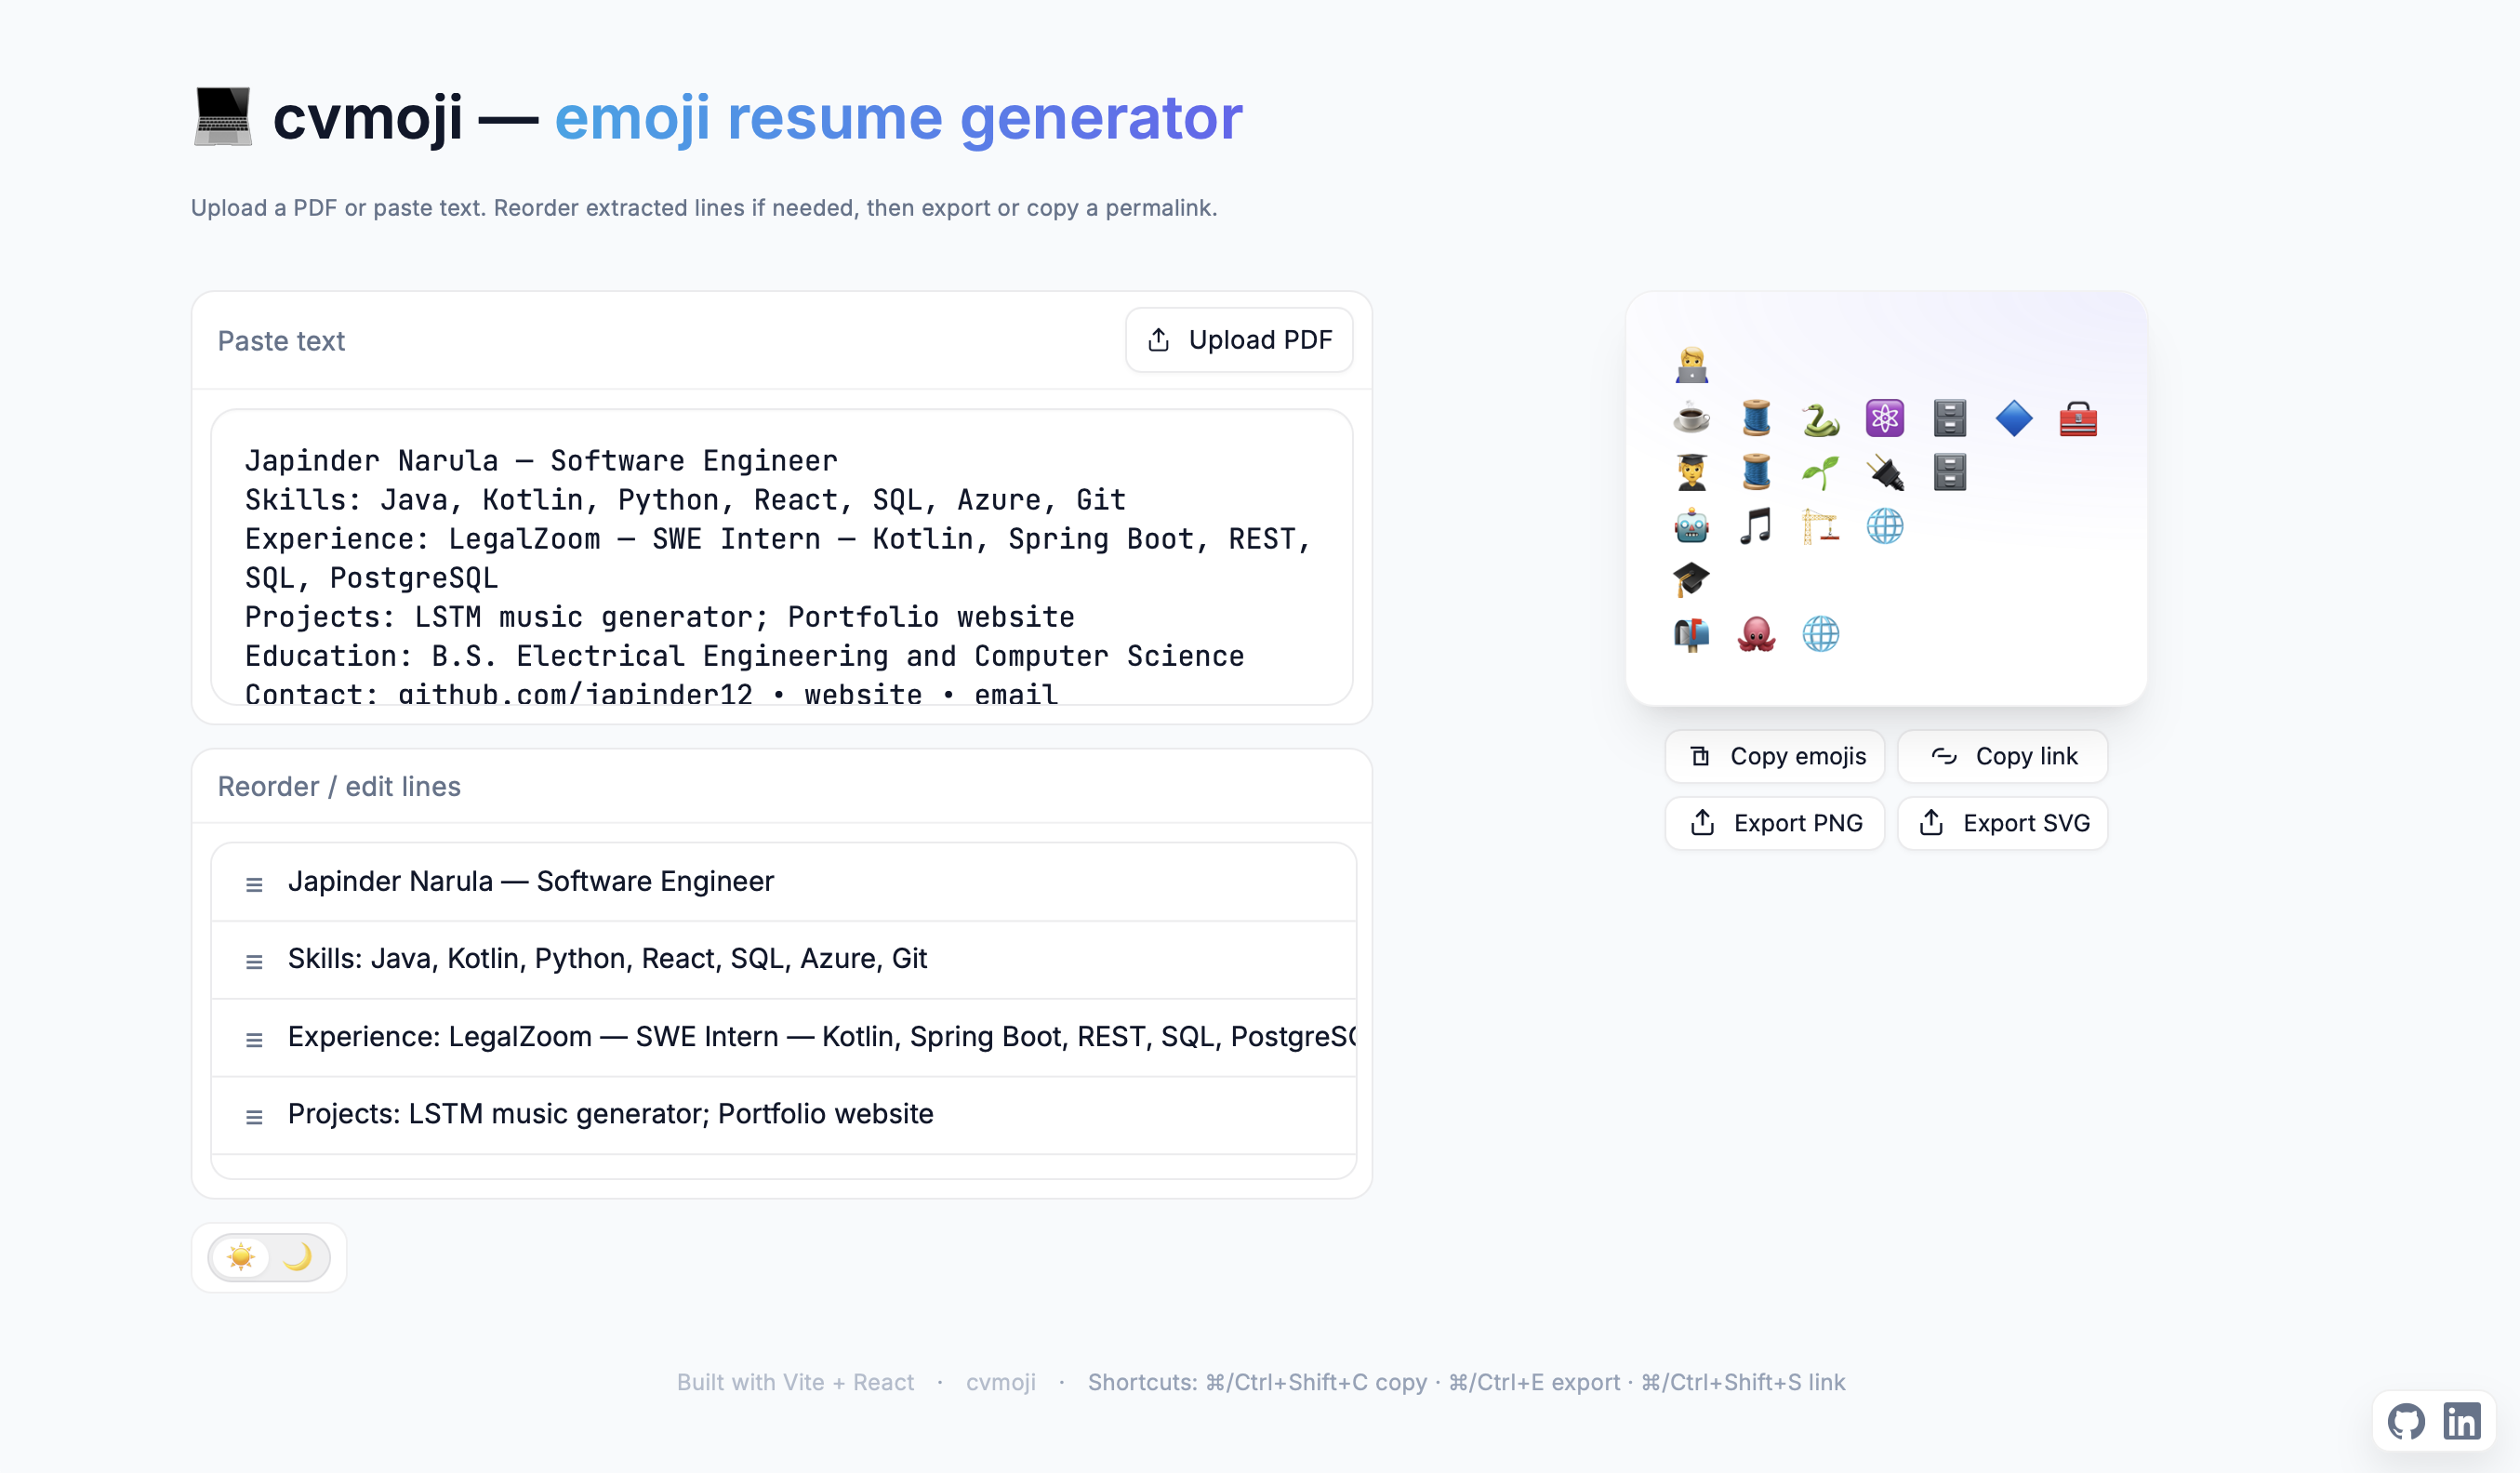 💻 cvmoji — emoji resume generator
Upload a PDF or paste text. Reorder extracted lines if needed, then export or copy a permalink.
Paste text
Upload PDF
Japinder Narula — Software Engineer
Skills: Java, Kotlin, Python, React, SQL, Azure, Git
Experience: LegalZoom — SWE Intern — Kotlin, Spring Boot, REST,
SQL, PostgreSQL
Projects: LSTM music generator; Portfolio website
Education: B.S. Electrical Engineering and Computer Science
Contact: github.com/japinder12 • website • email
Reorder / edit lines
Japinder Narula — Software Engineer
Skills: Java, Kotlin, Python, React, SQL, Azure, Git
Experience: LegalZoom — SWE Intern — Kotlin, Spring Boot, REST, SQL, PostgreSQ
Projects: LSTM music generator; Portfolio website
Copy emojis
Copy link
Export PNG
Export SVG
Built with Vite + React · cvmoji · Shortcuts: ⌘/Ctrl+Shift+C copy · ⌘/Ctrl+E export · ⌘/Ctrl+Shift+S link
in